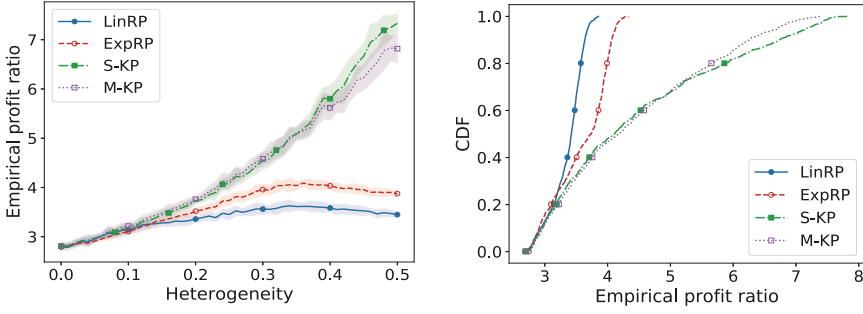 Empirical profit ratio
7
6
5
4
3
LinRP
ExpRP
S-KP
M-KP
0.0 0.1 0.2 0.3 0.4 0.5
Heterogeneity
CDF
1.0
0.8
0.6
0.4
0.2
0.0
LinRP
ExpRP
S-KP
M-KP
3 4 5 6 7 8
Empirical profit ratio